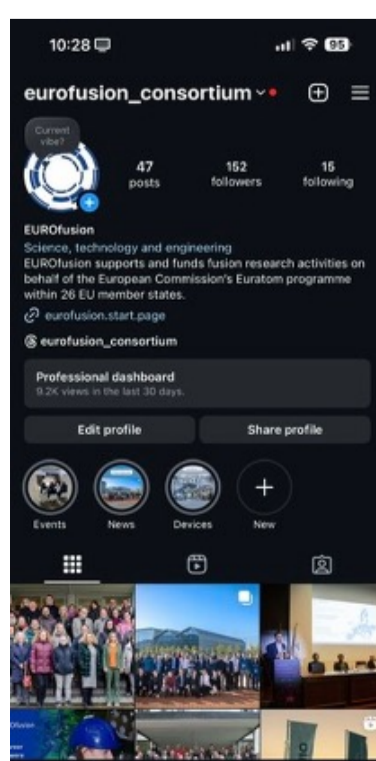 10:28
95
eurofusion_consortium
Current
vibe?
47
posts
152
followers
15
following
EUROfusion
Science, technology and engineering
EUROfusion supports and funds fusion research activities on
behalf of the European Commission's Euratom programme
within 26 EU member states.
eurofusion.start.page
eurofusion_consortium
Professional dashboard
9.2K views in the last 30 days.
Edit profile
Share profile
Events
News
Devices
New